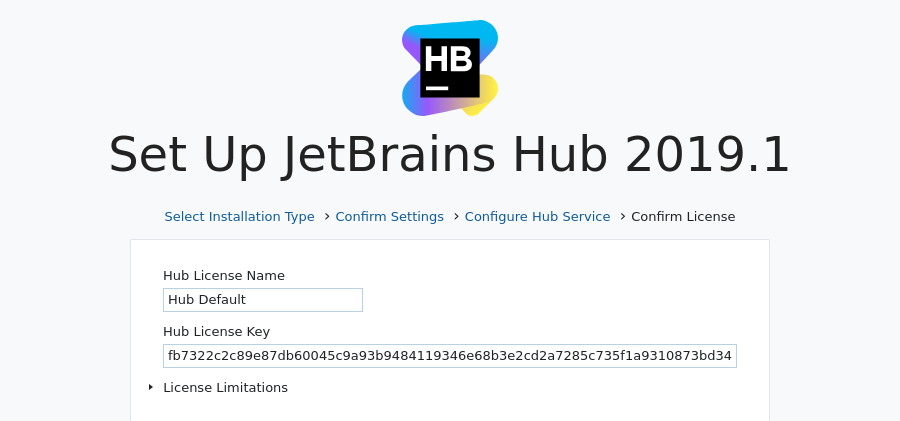 HB
Set Up JetBrains Hub 2019.1
Select Installation Type › Confirm Settings › Configure Hub Service › Confirm License
Hub License Name
Hub Default
Hub License Key
fb7322c2c89e87db60045c9a93b9484119346e68b3e2cd2a7285c735f1a9310873bd34
License Limitations